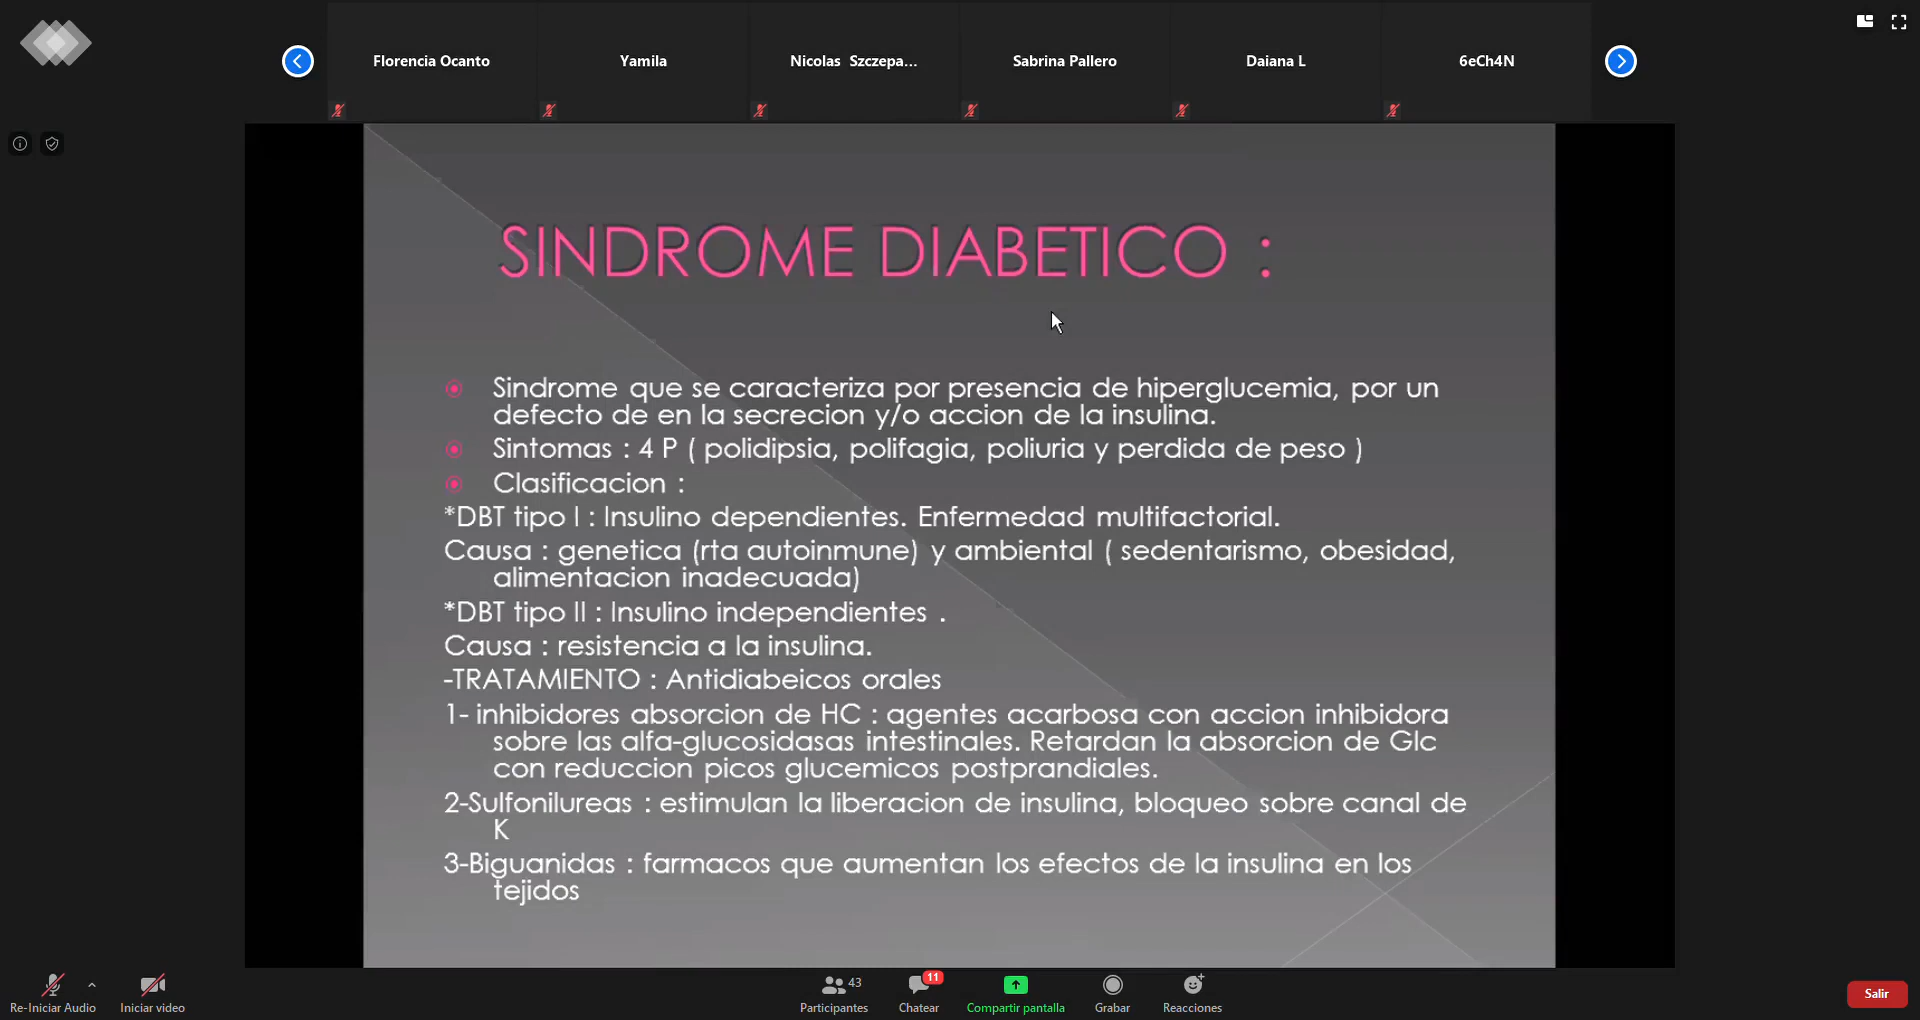 Florencia Ocanto
Yamila
Nicolas Szczepa...
Sabrina Pallero
Daiana L
6eCh4N
SINDROME DIABETICO :
Sindrome que se caracteriza por presencia de hiperglucemia, por un
defecto de en la secrecion y/o accion de la insulina.
Sintomas : 4 P ( polidipsia, polifagia, poliuria y perdida de peso )
Clasificacion :
*DBT tipo I : Insulino dependientes. Enfermedad multifactorial.
Causa : genetica (rta autoinmune) y ambiental ( sedentarismo, obesidad,
alimentacion inadecuada)
*DBT tipo II : Insulino independientes .
Causa : resistencia a la insulina.
-TRATAMIENTO : Antidiabeicos orales
1- inhibidores absorcion de HC : agentes acarbosa con accion inhibidora
sobre las alfa-glucosidasas intestinales. Retardan la absorcion de Glc
con reduccion picos glucemicos postprandiales.
2-Sulfonilureas : estimulan la liberacion de insulina, bloqueo sobre canal de
K
3-Biguanidas : farmacos que aumentan los efectos de la insulina en los
tejidos
43
11
Re-Iniciar Audio
Iniciar video
Participantes
Chatear
Compartir pantalla
Grabar
Reacciones
Salir